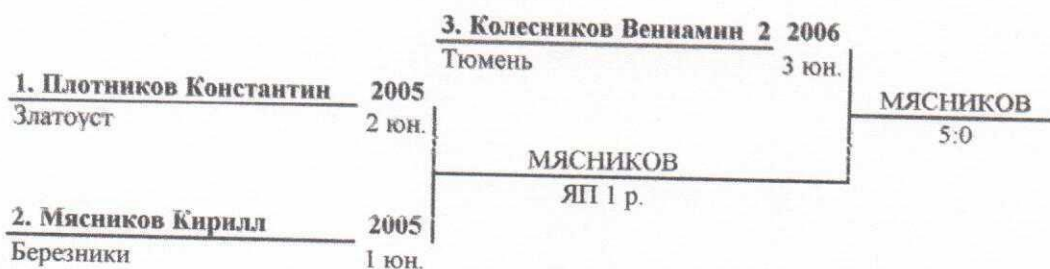 3. Колесников Вениамин 2 2006
Тюмень 3 юн.
1. Плотников Константин 2005
Златоуст 2 юн.
МЯСНИКОВ
5:0
МЯСНИКОВ
ЯП 1 р.
2. Мясников Кирилл 2005
Березники 1 юн.